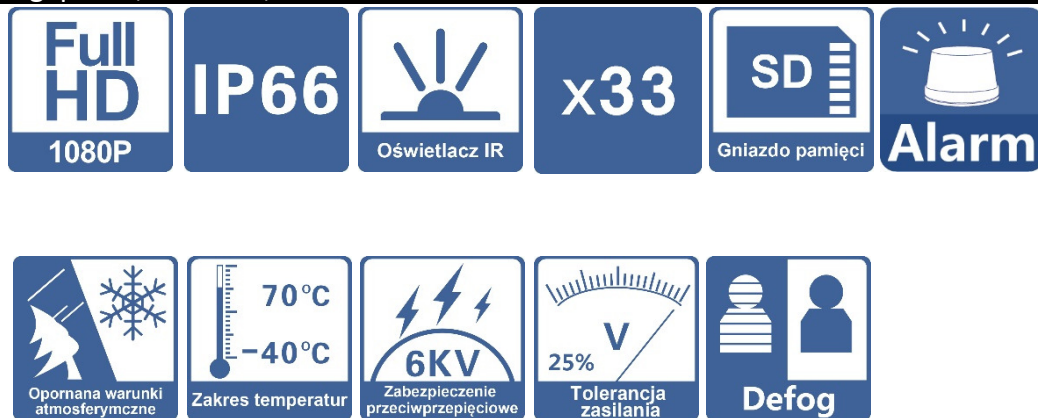 Full
HD
1080P
IP66
Oświetlacz IR
x33
SD
Gniazdo pamięci
Alarm
Opornana warunki
atmosferymczne
70°C
-40°C
Zakres temperatur
6KV
Zabezpieczenie
przeciwprzepięciowe
V
25%
Tolerancja
zasilania
Defog